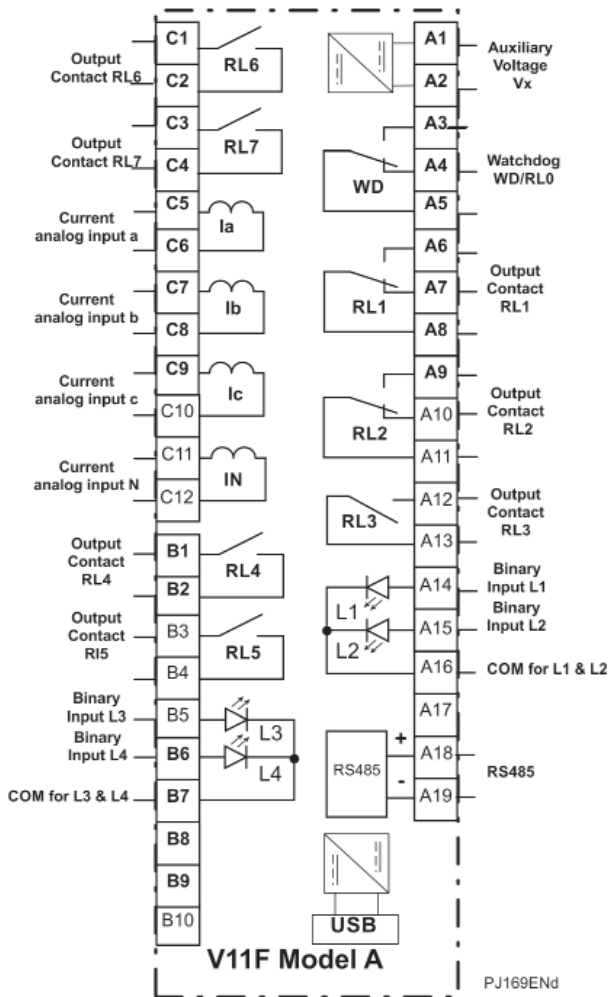 C1
Output
Contact RL6
C2
RL6
C3
Output
Contact RL7
C4
RL7
C5
Current
analog input a
C6
Ia
C7
Current
analog input b
C8
Ib
C9
Current
analog input c
C10
Ic
C11
Current
analog input N
C12
IN
B1
Output
Contact
RL4
B2
RL4
B3
Output
Contact
Rl5
B4
RL5
Binary
Input L3
B5
L3
Binary
Input L4
B6
L4
COM for L3 & L4
B7
B8
B9
B10
A1
Auxiliary
Voltage
Vx
A2
A3
A4
Watchdog
WD/RL0
WD
A5
A6
A7
Output
Contact
RL1
RL1
A8
A9
A10
Output
Contact
RL2
RL2
A11
A12
Output
Contact
RL3
RL3
A13
A14
Binary
Input L1
L1
A15
Binary
Input L2
L2
A16
COM for L1 & L2
A17
+
A18
RS485
RS485
-
A19
USB
V11F Model A
PJ169ENd